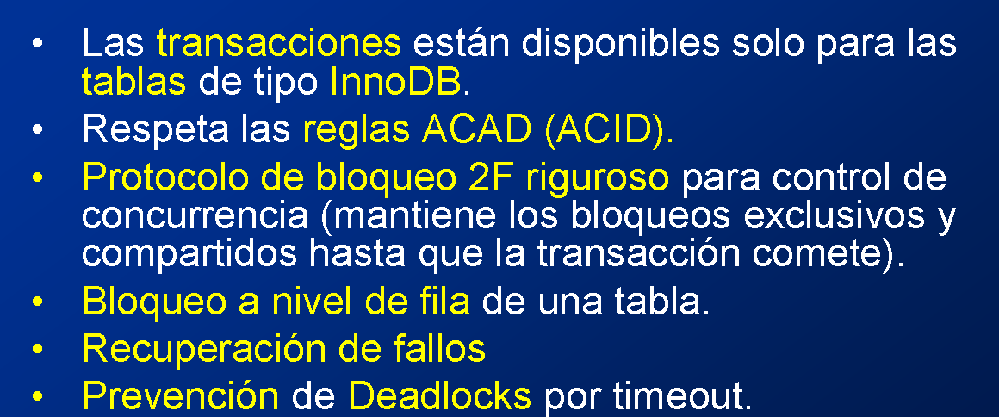 • Las transacciones están disponibles solo para las
tablas de tipo InnoDB.
• Respeta las reglas ACAD (ACID).
• Protocolo de bloqueo 2F riguroso para control de
concurrencia (mantiene los bloqueos exclusivos y
compartidos hasta que la transacción comete).
• Bloqueo a nivel de fila de una tabla.
• Recuperación de fallos
• Prevención de Deadlocks por timeout.